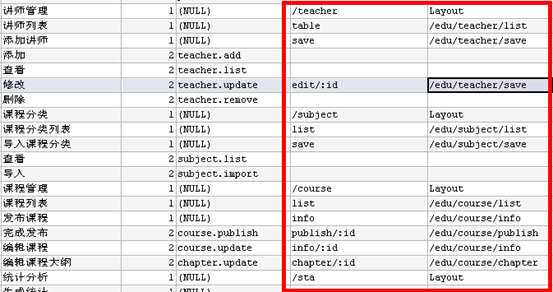 讲师管理 1 (NULL) /teacher Layout
讲师列表 1 (NULL) table /edu/teacher/list
添加讲师 1 (NULL) save /edu/teacher/save
添加 2 teacher.add
查看 2 teacher.list
修改 2 teacher.update edit/:id /edu/teacher/save
删除 2 teacher.remove
课程分类 1 (NULL) /subject Layout
课程分类列表 1 (NULL) list /edu/subject/list
导入课程分类 1 (NULL) save /edu/subject/save
查看 2 subject.list
导入 2 subject.import
课程管理 1 (NULL) /course Layout
课程列表 1 (NULL) list /edu/course/list
发布课程 1 (NULL) info /edu/course/info
完成发布 2 course.publish publish/:id /edu/course/publish
编辑课程 2 course.update info/:id /edu/course/info
编辑课程大纲 2 chapter.update chapter/:id /edu/course/chapter
统计分析 1 (NULL) /sta Layout